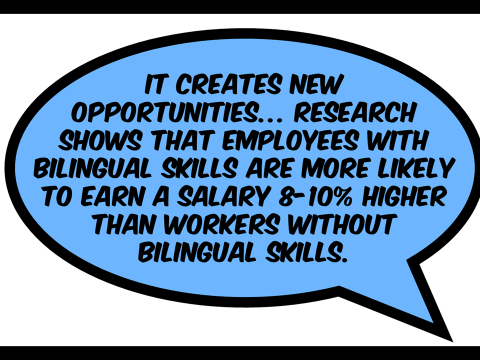 IT CREATES NEW
OPPORTUNITIES... RESEARCH
SHOWS THAT EMPLOYEES WITH
BILINGUAL SKILLS ARE MORE LIKELY
TO EARN A SALARY 8-10% HIGHER
THAN WORKERS WITHOUT
BILINGUAL SKILLS.